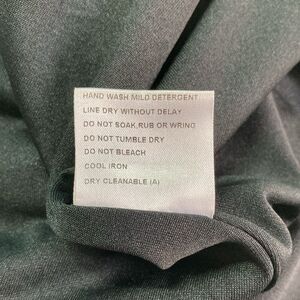 HAND WASH MILD DETERGENT
LINE DRY WITHOUT DELAY
DO NOT SOAK,RUB OR WRING
DO NOT TUMBLE DRY
DO NOT BLEACH
COOL IRON
DRY CLEANABLE (A)